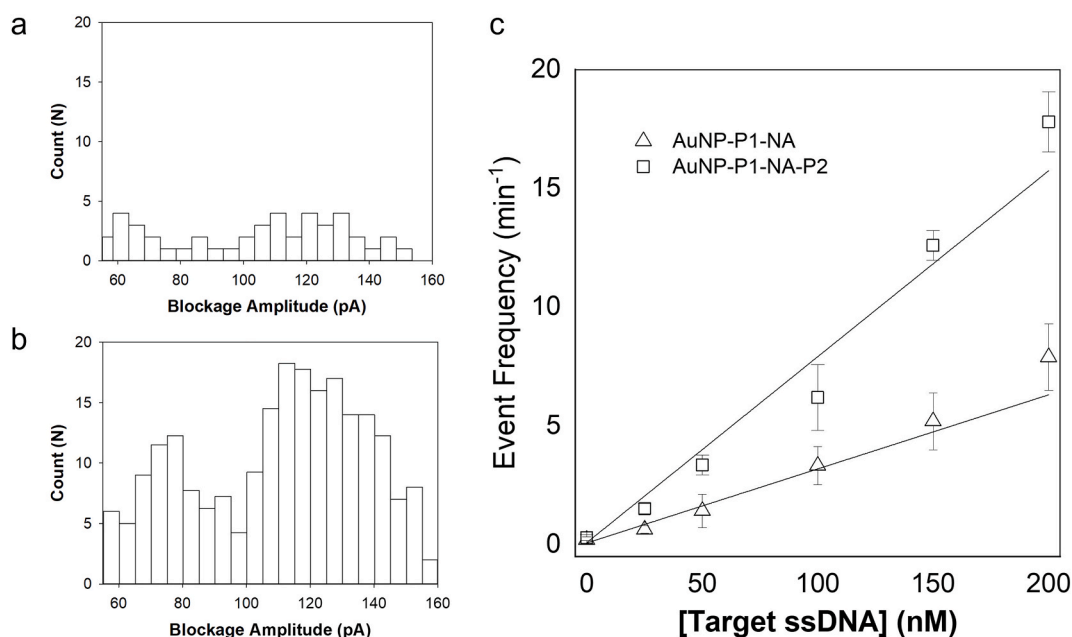 a
20
15
10
5
0
Count (N)
60 80 100 120 140 160
Blockage Amplitude (pA)
b
20
15
10
5
0
Count (N)
60 80 100 120 140 160
Blockage Amplitude (pA)
c
20
15
10
5
0
Event Frequency (min⁻¹)
AuNP-P1-NA
AuNP-P1-NA-P2
0 50 100 150 200
[Target ssDNA] (nM)